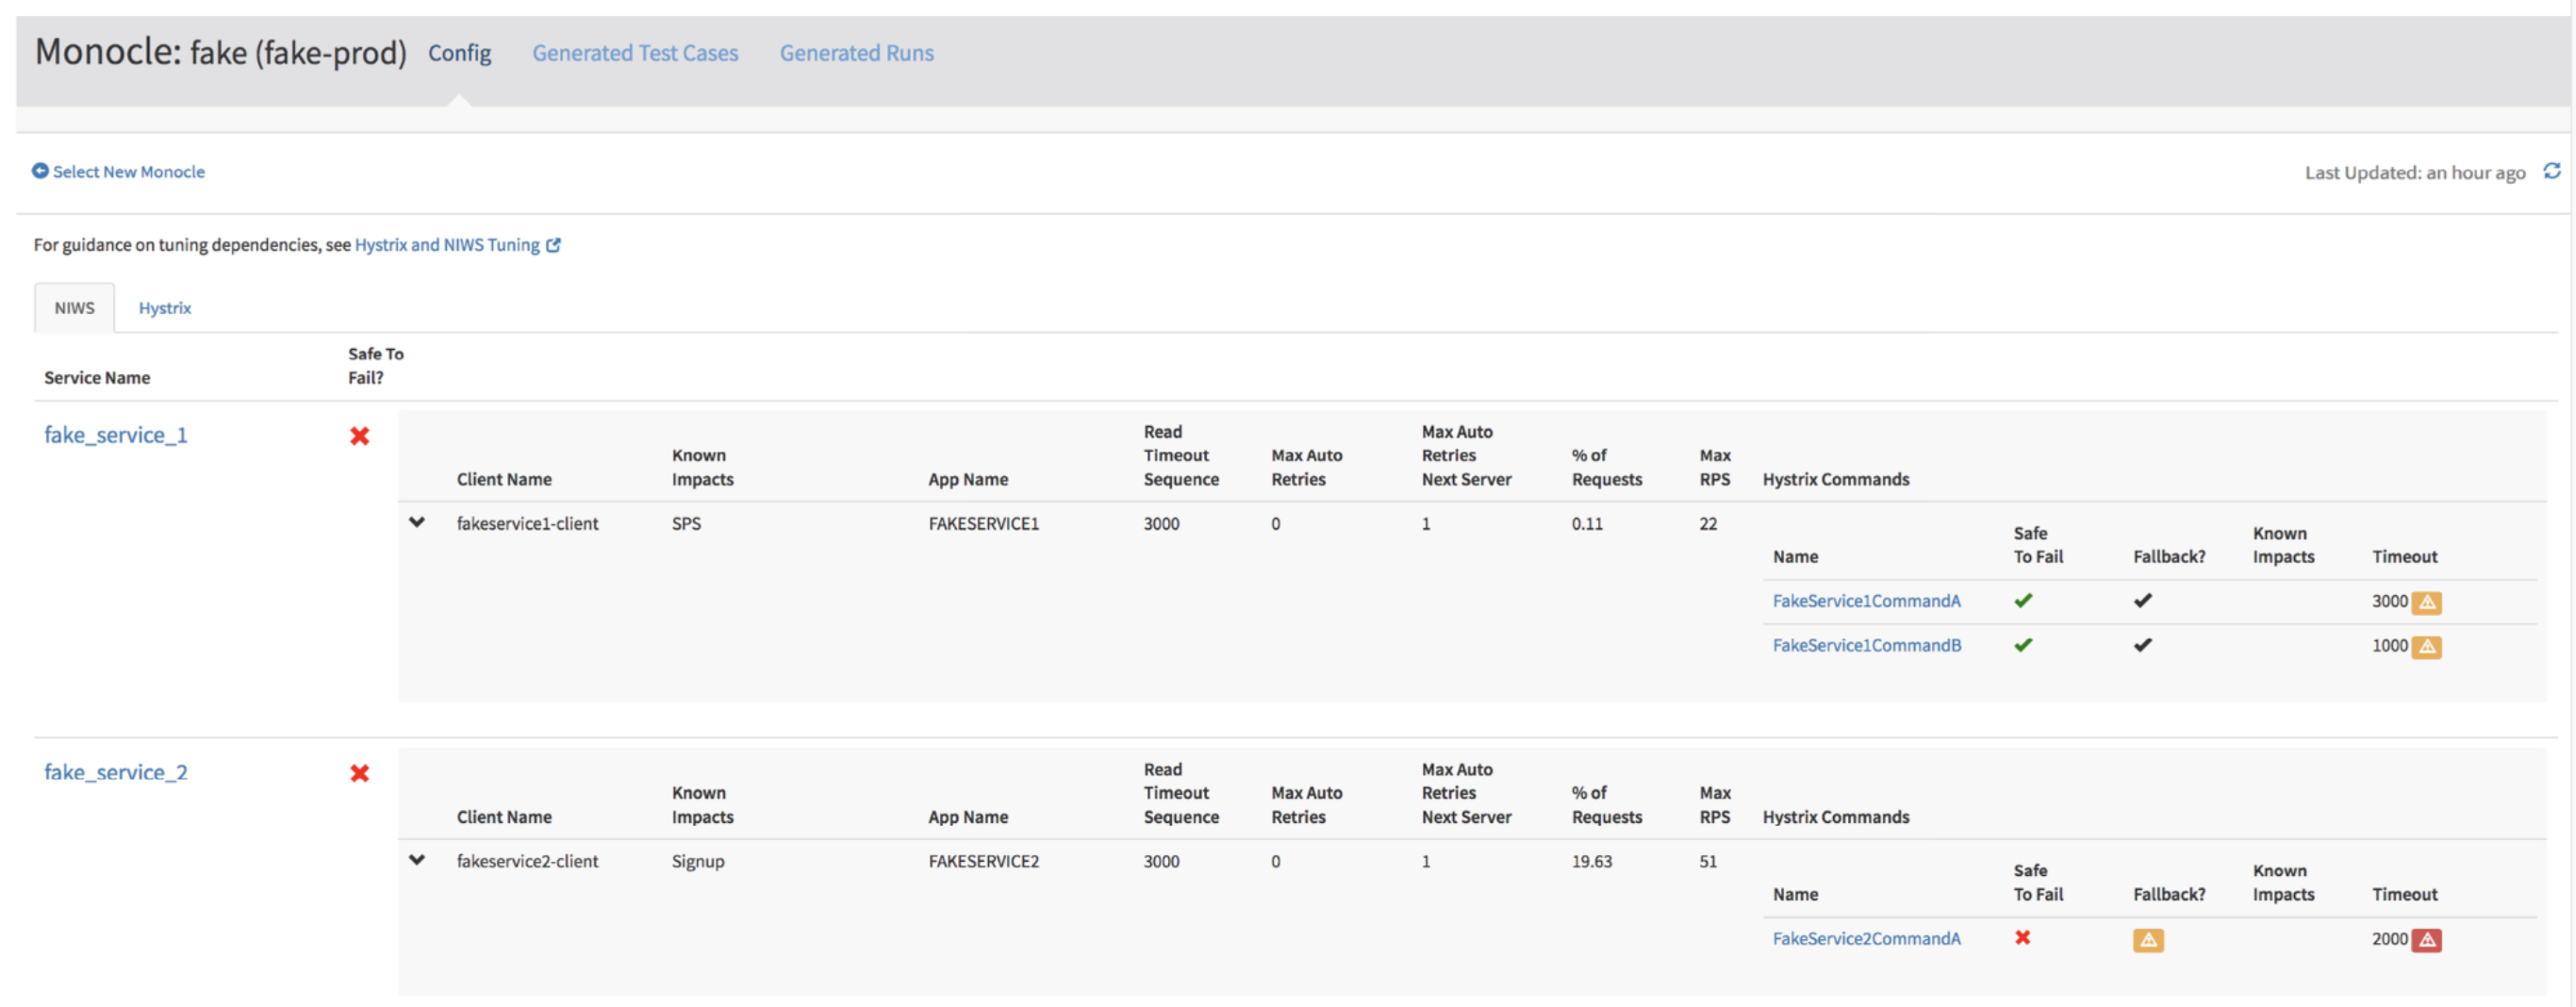 Monocle: fake (fake-prod) Config Generated Test Cases Generated Runs
Select New Monocle Last Updated: an hour ago
For guidance on tuning dependencies, see Hystrix and NIWS Tuning
NIWS Hystrix
Service Name Safe To Fail?
fake_service_1
Client Name Known Impacts App Name Read Timeout Sequence Max Auto Retries Max Auto Retries Next Server % of Requests Max RPS Hystrix Commands
fakeservice1-client SPS FAKESERVICE1 3000 0 1 0.11 22
Name Safe To Fail Fallback? Known Impacts Timeout
FakeService1CommandA 3000
FakeService1CommandB 1000
fake_service_2
Client Name Known Impacts App Name Read Timeout Sequence Max Auto Retries Max Auto Retries Next Server % of Requests Max RPS Hystrix Commands
fakeservice2-client Signup FAKESERVICE2 3000 0 1 19.63 51
Name Safe To Fail Fallback? Known Impacts Timeout
FakeService2CommandA 2000